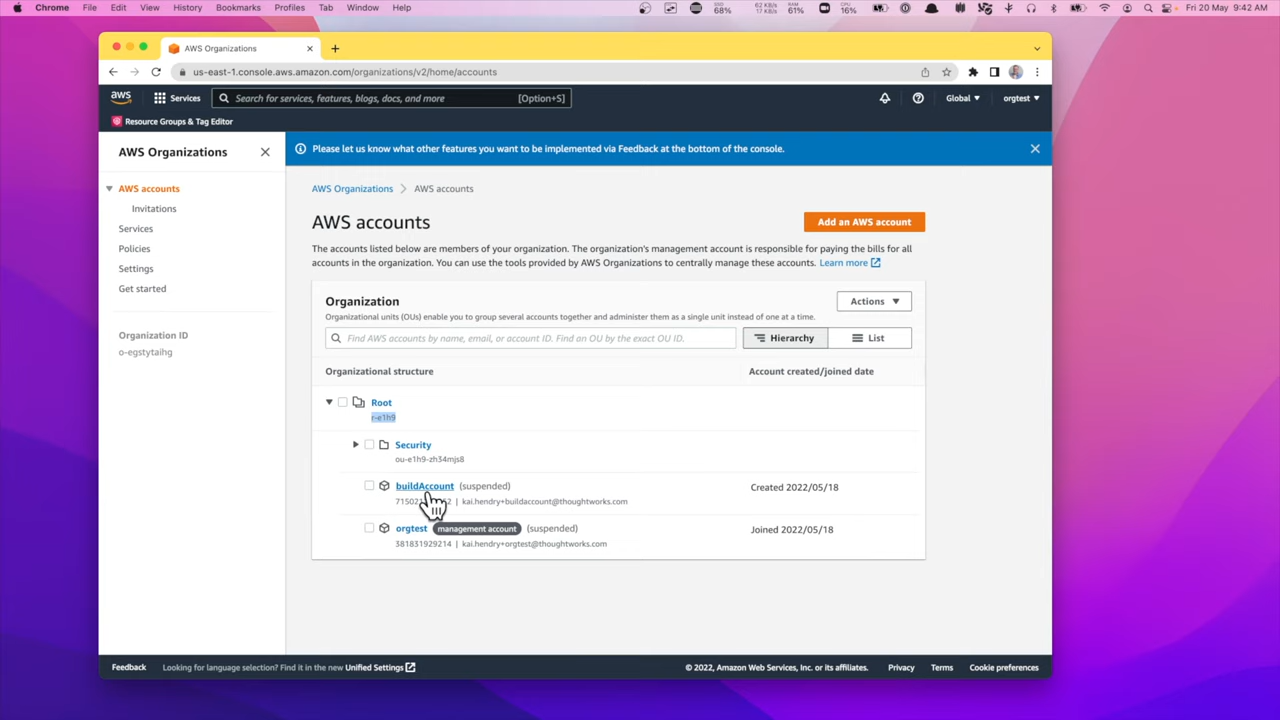 Chrome File Edit View History Bookmarks Profiles Tab Window Help
SSD 68% 62 KB/s 17 KB/s RAM 61% CPU 16% Fri 20 May 9:42 AM
AWS Organizations
us-east-1.console.aws.amazon.com/organizations/v2/home/accounts
aws Services Search for services, features, blogs, docs, and more [Option+S] Global orgtest
Resource Groups & Tag Editor
AWS Organizations
AWS accounts
Invitations
Services
Policies
Settings
Get started
Organization ID
o-egstytaihg
Please let us know what other features you want to be implemented via Feedback at the bottom of the console.
AWS Organizations AWS accounts
AWS accounts
Add an AWS account
The accounts listed below are members of your organization. The organization's management account is responsible for paying the bills for all
accounts in the organization. You can use the tools provided by AWS Organizations to centrally manage these accounts. Learn more
Organization
Actions
Organizational units (OUs) enable you to group several accounts together and administer them as a single unit instead of one at a time.
Find AWS accounts by name, email, or account ID. Find an OU by the exact OU ID.
Hierarchy List
Organizational structure Account created/joined date
Root
r-e1h9
Security
ou-e1h9-zh34mjs8
buildAccount (suspended) Created 2022/05/18
| kai.hendry+buildaccount@thoughtworks.com
orgtest management account (suspended) Joined 2022/05/18
381831929214 | kai.hendry+orgtest@thoughtworks.com
Feedback Looking for language selection? Find it in the new Unified Settings © 2022, Amazon Web Services, Inc. or its affiliates. Privacy Terms Cookie preferences